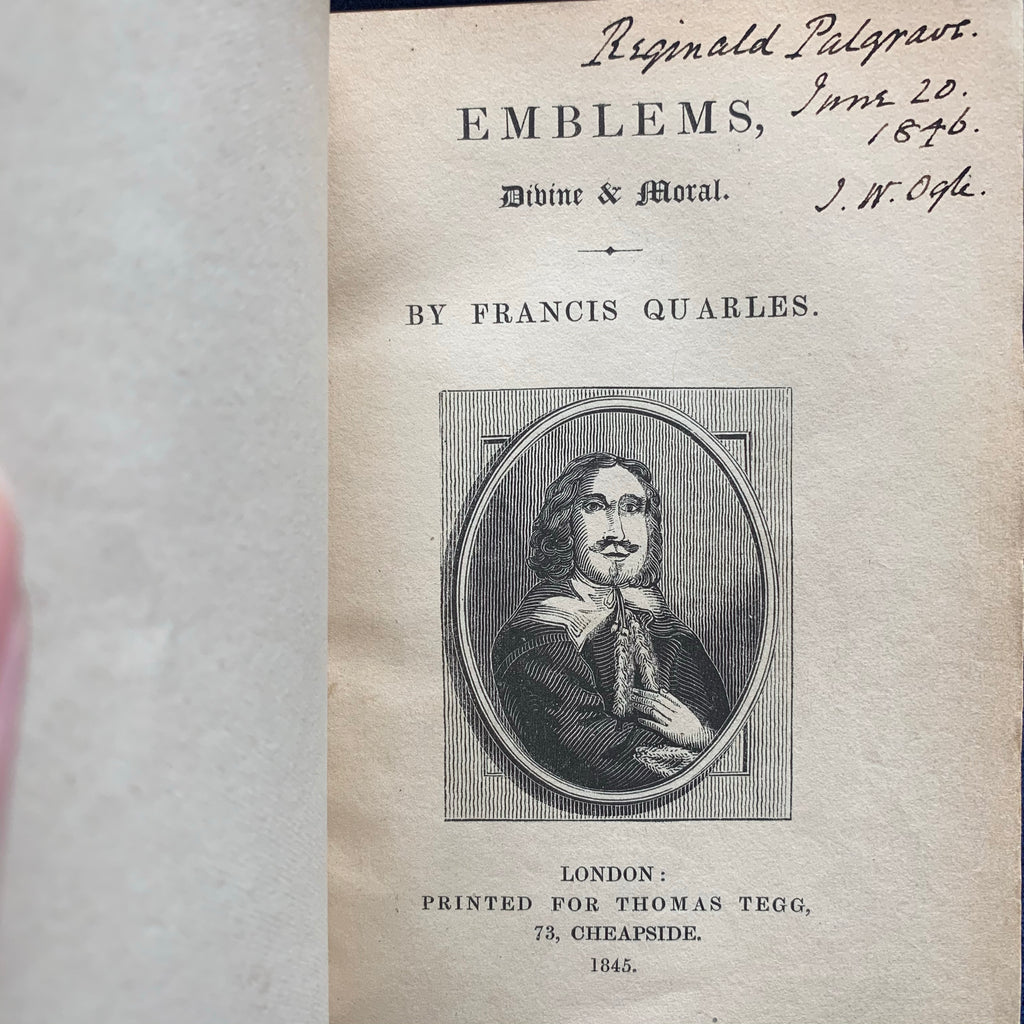 Reginald Palgrave.
June 20.
1846.
J. W. Ogle.
EMBLEMS,
Divine & Moral.
BY FRANCIS QUARLES.
LONDON:
PRINTED FOR THOMAS TEGG,
73, CHEAPSIDE.
1845.